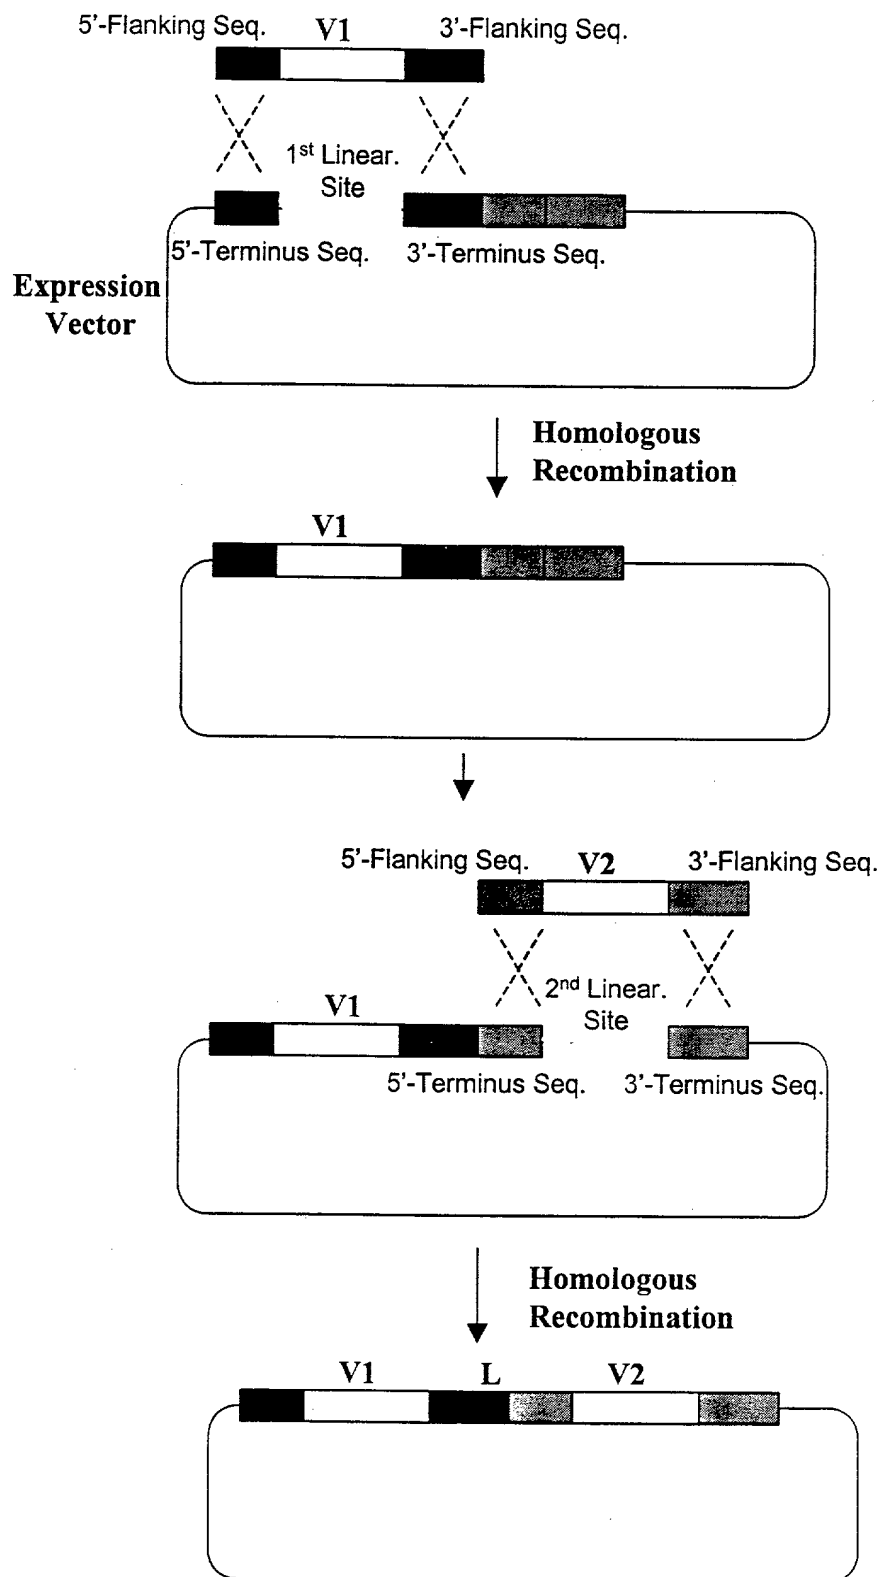 5'-Flanking Seq. V1 3'-Flanking Seq.
1st Linear.
Site
5'-Terminus Seq. 3'-Terminus Seq.
Expression
Vector
Homologous
Recombination
V1
5'-Flanking Seq. V2 3'-Flanking Seq.
2nd Linear.
Site
V1
5'-Terminus Seq. 3'-Terminus Seq.
Homologous
Recombination
V1 L V2